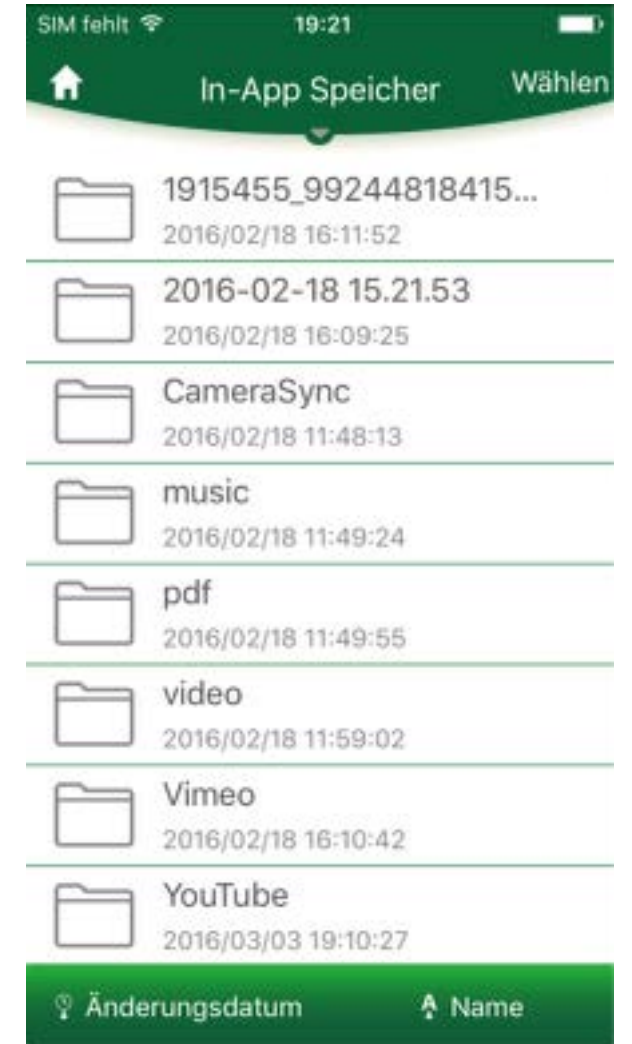 SIM fehlt 19:21
In-App Speicher Wählen
1915455_99244818415...
2016/02/18 16:11:52
2016-02-18 15.21.53
2016/02/18 16:09:25
CameraSync
2016/02/18 11:48:13
music
2016/02/18 11:49:24
pdf
2016/02/18 11:49:55
video
2016/02/18 11:59:02
Vimeo
2016/02/18 16:10:42
YouTube
2016/03/03 19:10:27
Änderungsdatum A Name